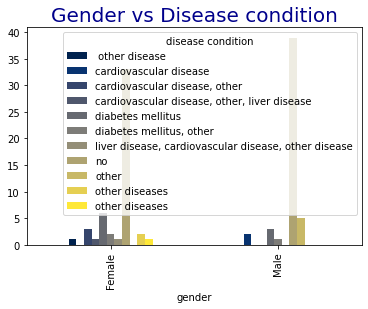 Gender vs Disease condition
40
35
30
25
20
15
10
5
0
disease condition
other disease
cardiovascular disease
cardiovascular disease, other
cardiovascular disease, other, liver disease
diabetes mellitus
diabetes mellitus, other
liver disease, cardiovascular disease, other disease
no
other
other diseases
other diseases
Female
Male
gender